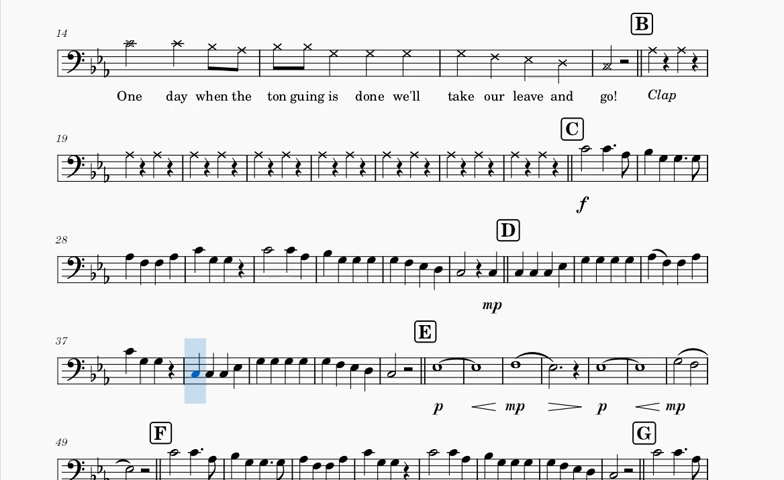 B
14
One day when the ton guing is done we'll take our leave and go! Clap
C
19
f
D
28
mp
E
37
p mp p mp
F G
49